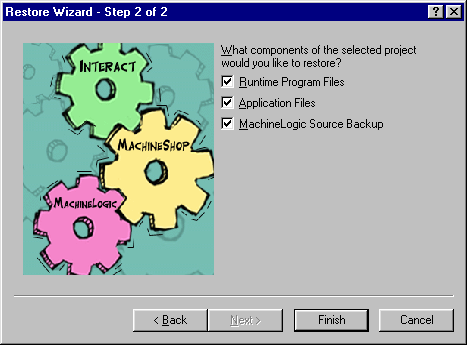 Restore Wizard - Step 2 of 2
INTERACT
MACHINESHOP
MACHINELOGIC
What components of the selected project
would you like to restore?
Runtime Program Files
Application Files
MachineLogic Source Backup
< Back
Next >
Finish
Cancel